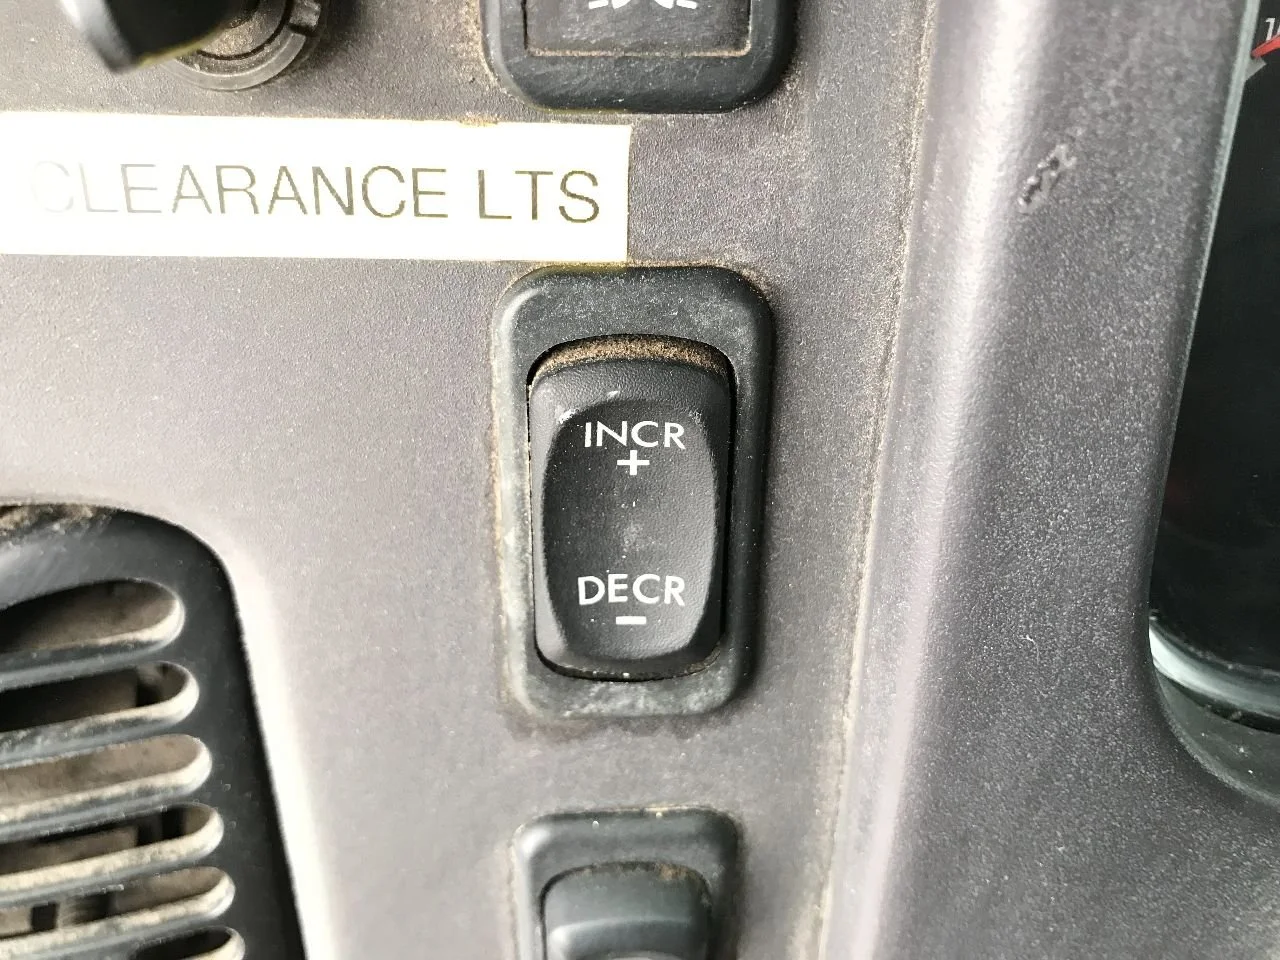 CLEARANCE LTS
INCR
+
DECR
-